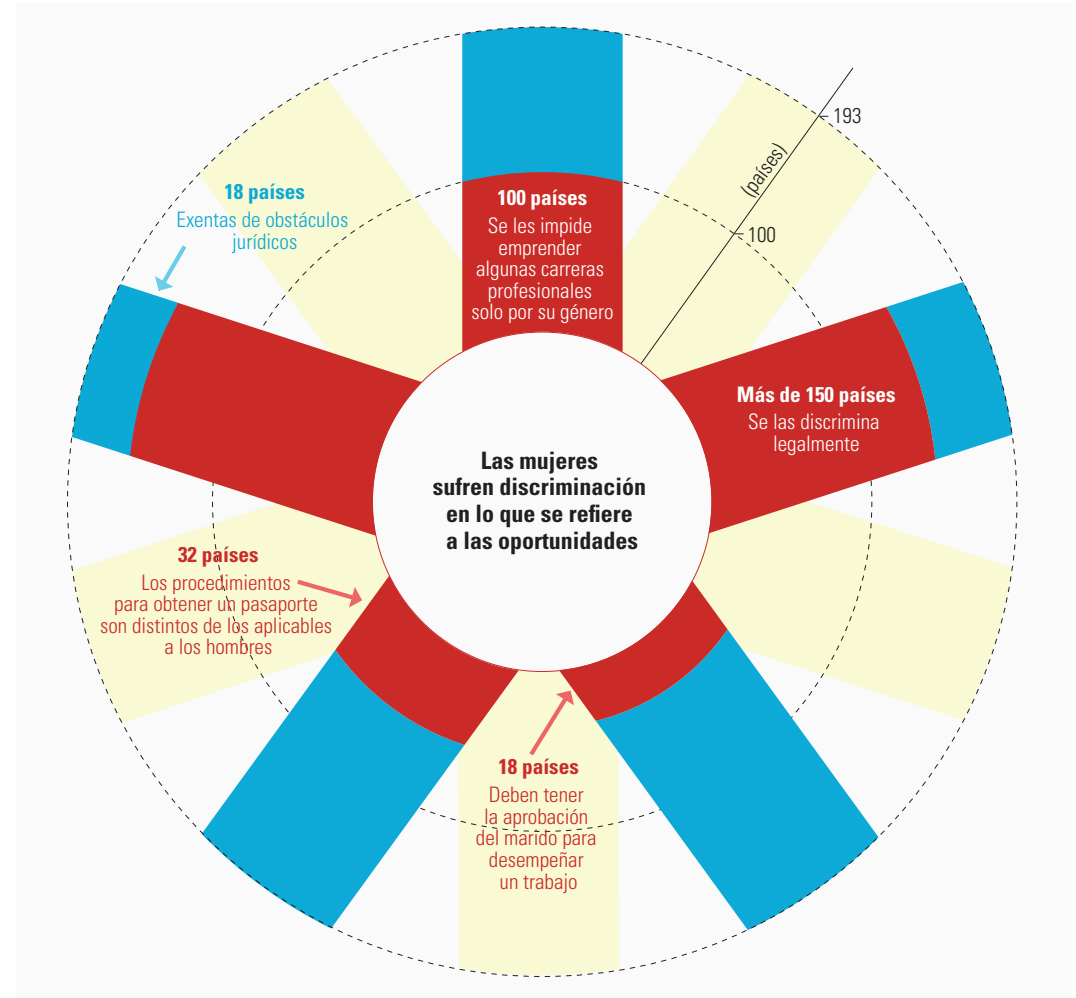 193
(países)
100
18 países
Exentas de obstáculos
jurídicos
100 países
Se les impide
emprender
algunas carreras
profesionales
solo por su género
Más de 150 países
Se las discrimina
legalmente
Las mujeres
sufren discriminación
en lo que se refiere
a las oportunidades
32 países
Los procedimientos
para obtener un pasaporte
son distintos de los aplicables
a los hombres
18 países
Deben tener
la aprobación
del marido para
desempeñar
un trabajo